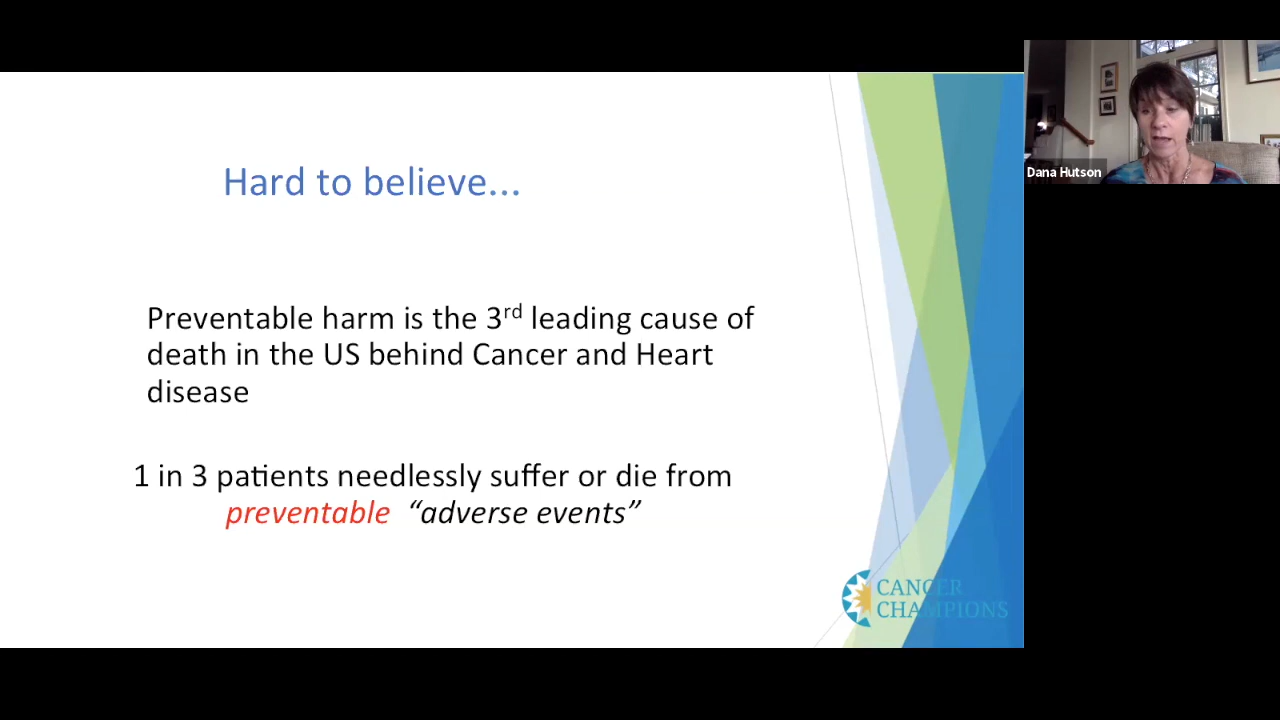 Hard to believe...
Preventable harm is the 3rd leading cause of
death in the US behind Cancer and Heart
disease
1 in 3 patients needlessly suffer or die from
preventable “adverse events”
CANCER
CHAMPIONS
Dana Hutson